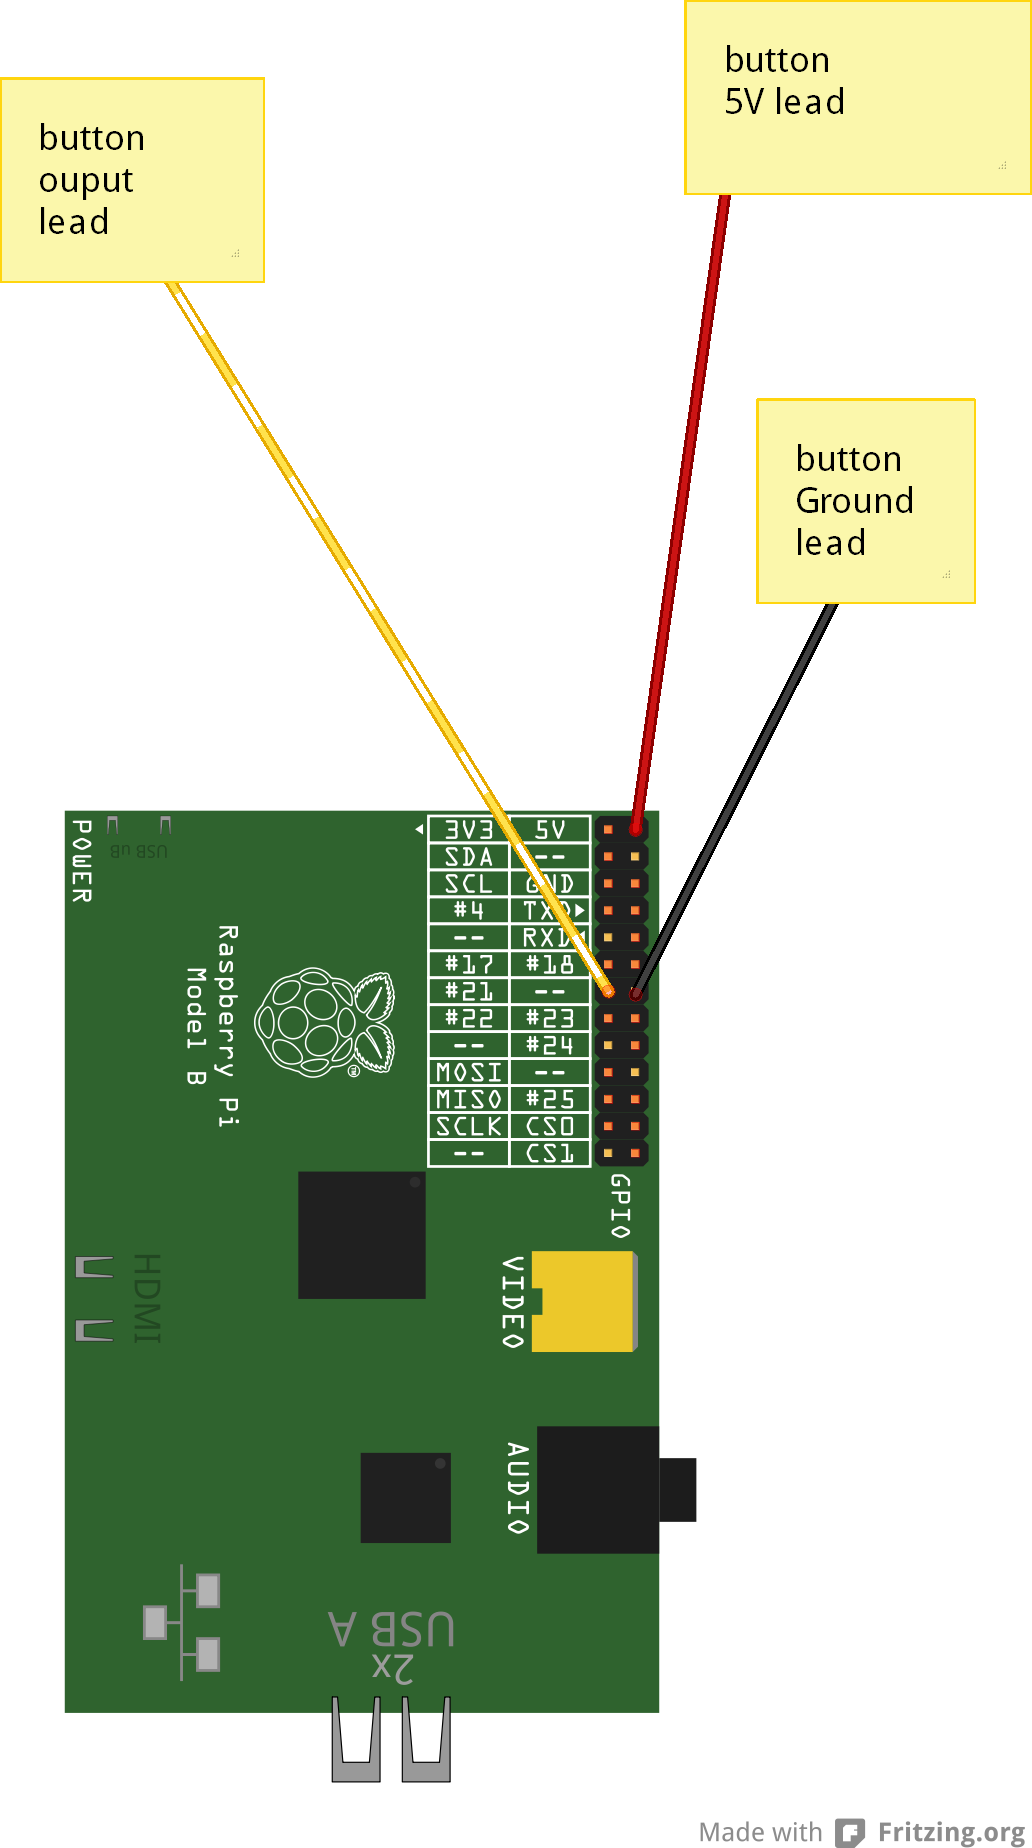 button
5V lead
button
ouput
lead
button
Ground
lead
POWER
USB uB
3V3 5V
SDA --
SCL GND
#4 TXD
-- RXD
#17 #18
#21 --
#22 #23
-- #24
MOSI --
MISO #25
SCLK CS0
-- CS1
Raspberry Pi
Model B
GPIO
HDMI
VIDEO
AUDIO
USB A
2x
Made with Fritzing.org